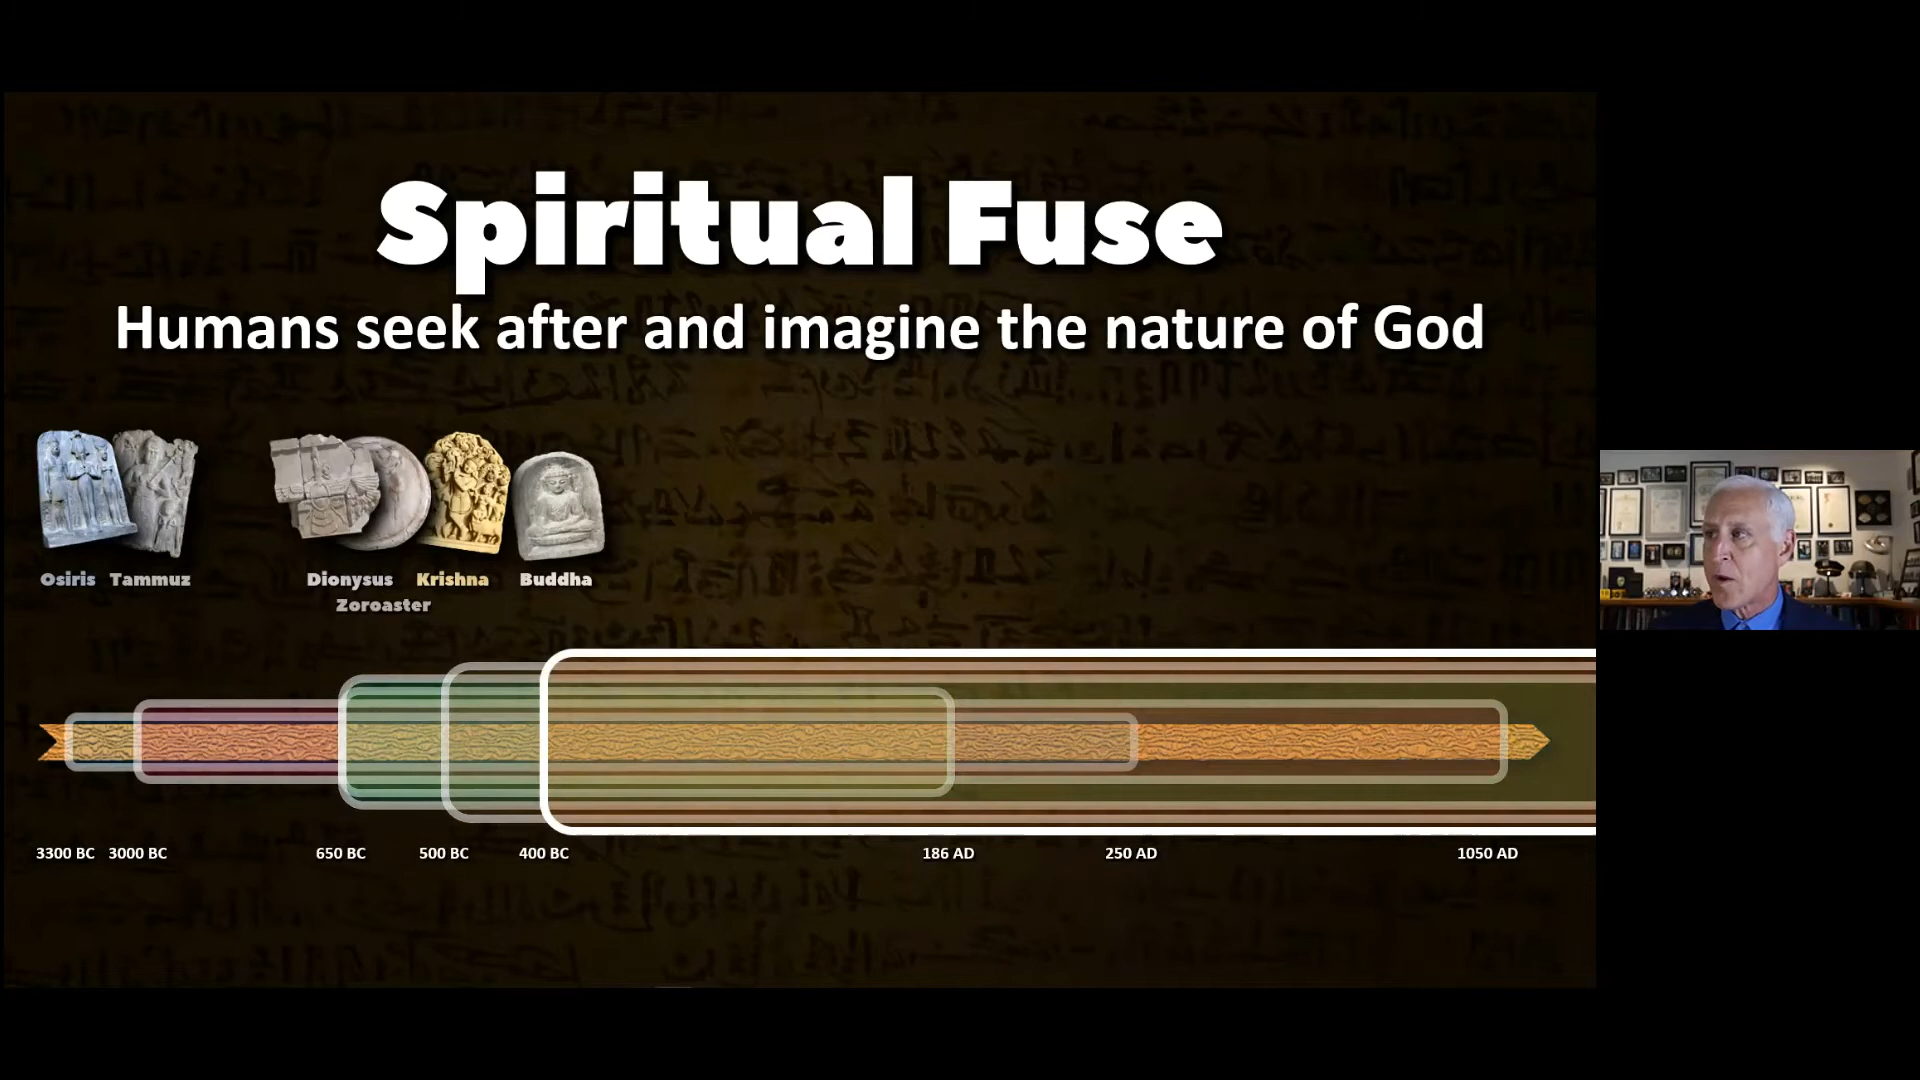 Spiritual Fuse
Humans seek after and imagine the nature of God
Osiris Tammuz Dionysus Krishna Buddha
Zoroaster
3300 BC 3000 BC 650 BC 500 BC 400 BC 186 AD 250 AD 1050 AD